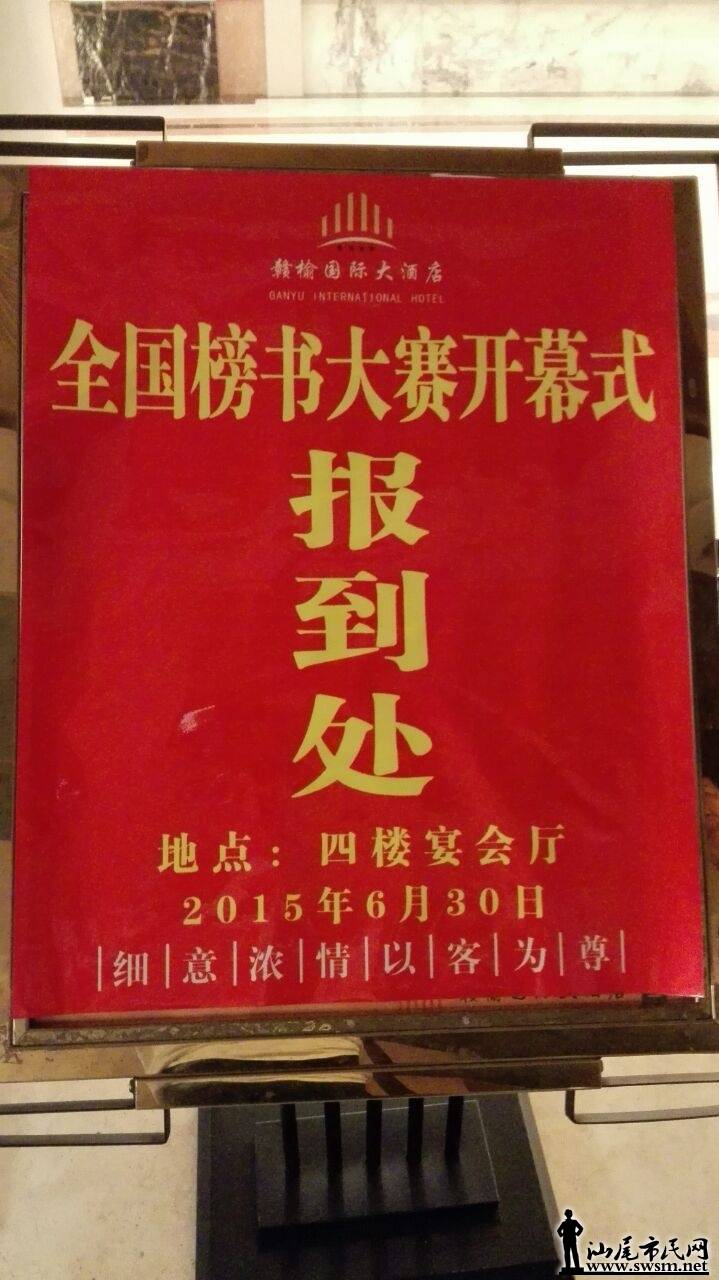 赣榆国际大酒店
GANYU INTERNATIONAL HOTEL
全国榜书大赛开幕式
报
到
处
地点：四楼宴会厅
2015年6月30日
细意浓情以客为尊
汕尾市民网
www.swsm.net